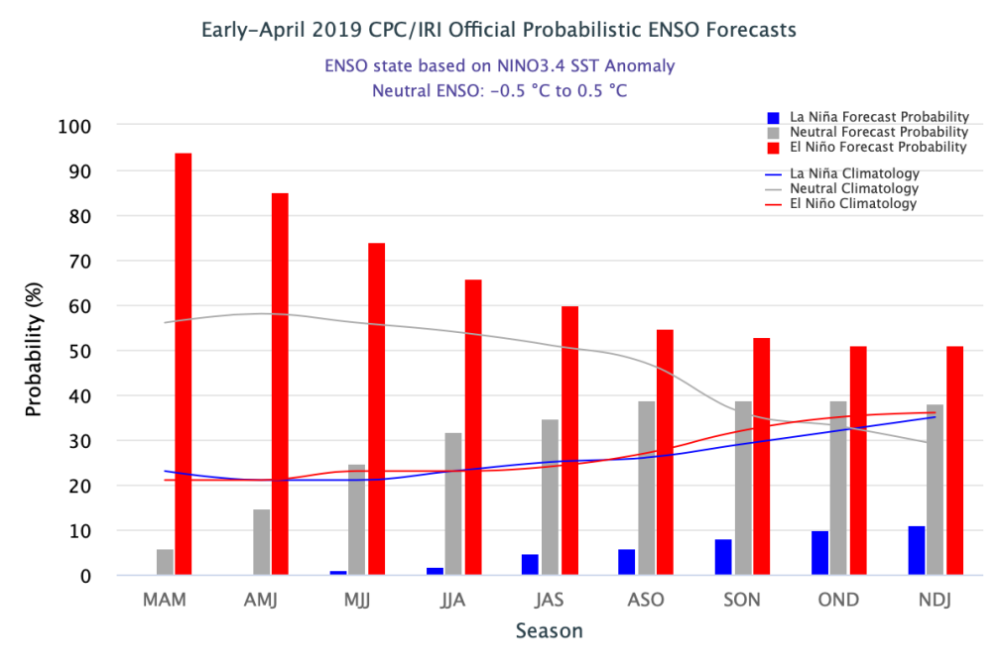 Early-April 2019 CPC/IRI Official Probabilistic ENSO Forecasts
ENSO state based on NINO3.4 SST Anomaly
Neutral ENSO: -0.5 °C to 0.5 °C
La Niña Forecast Probability
Neutral Forecast Probability
El Niño Forecast Probability
La Niña Climatology
Neutral Climatology
El Niño Climatology
Probability (%)
100
90
80
70
60
50
40
30
20
10
0
MAM AMJ MJJ JJA JAS ASO SON OND NDJ
Season